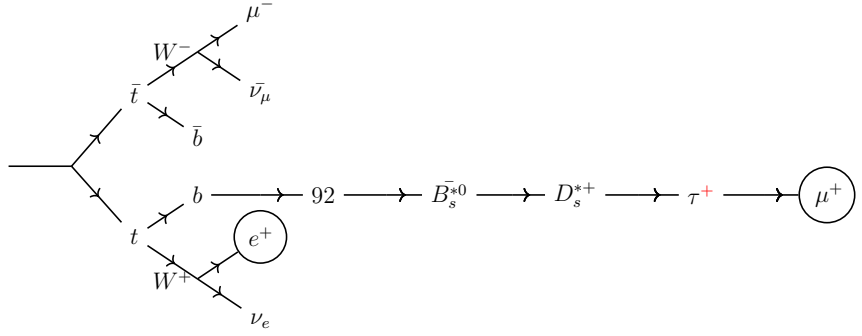 μ⁻
W⁻
ν̄_μ
t̄
b̄
b 92 B̄_s^{*0} D_s^{*+} τ⁺ μ⁺
t
e⁺
W⁺
ν_e